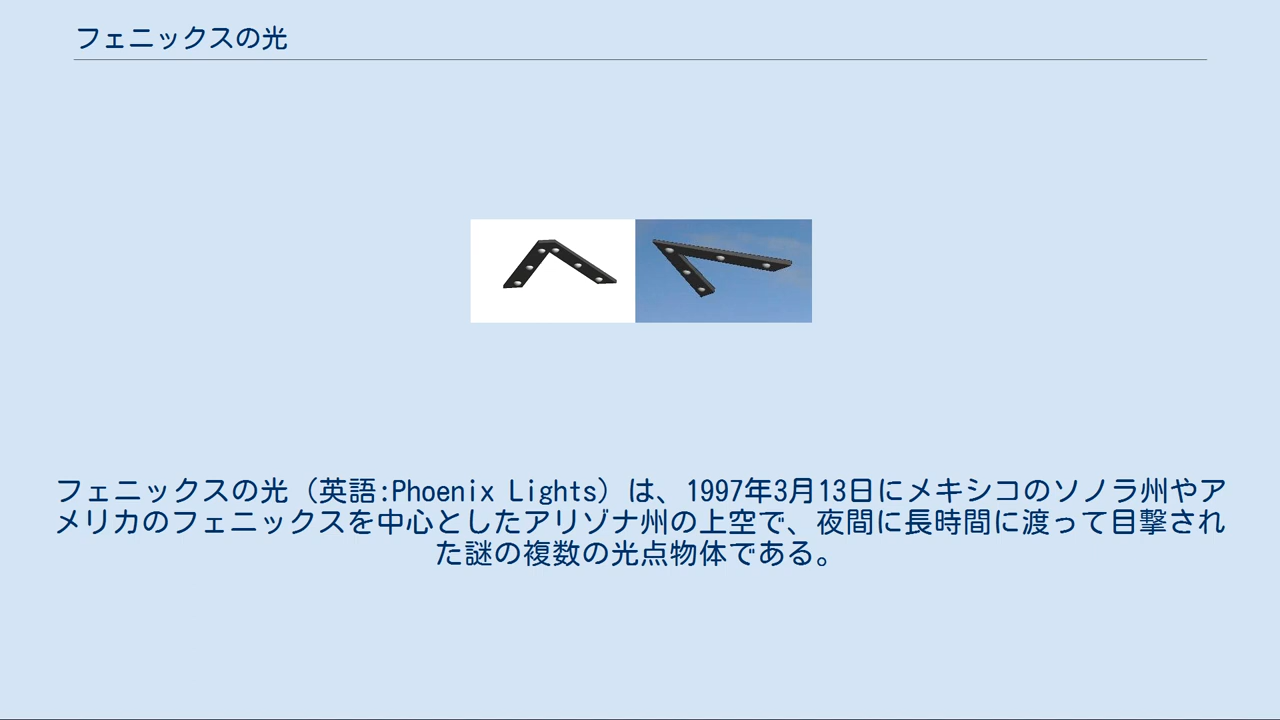 フェニックスの光
フェニックスの光（英語:Phoenix Lights）は、1997年3月13日にメキシコのソノラ州やア
メリカのフェニックスを中心としたアリゾナ州の上空で、夜間に長時間に渡って目撃され
た謎の複数の光点物体である。